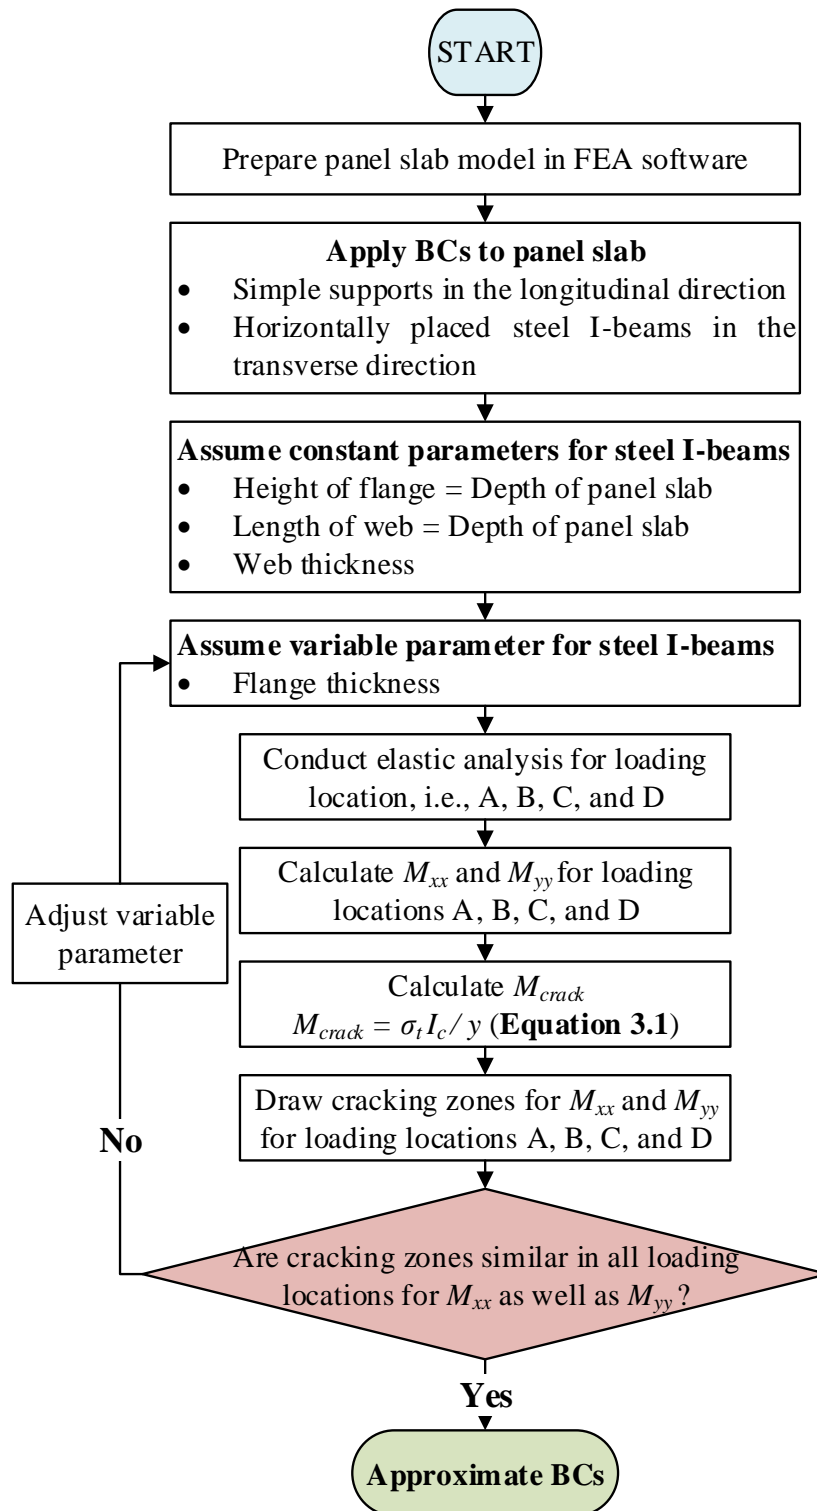 START
Prepare panel slab model in FEA software
Apply BCs to panel slab
• Simple supports in the longitudinal direction
• Horizontally placed steel I-beams in the
transverse direction
Assume constant parameters for steel I-beams
• Height of flange = Depth of panel slab
• Length of web = Depth of panel slab
• Web thickness
Assume variable parameter for steel I-beams
• Flange thickness
Conduct elastic analysis for loading
location, i.e., A, B, C, and D
Calculate Mxx and Myy for loading
locations A, B, C, and D
Adjust variable
parameter
Calculate Mcrack
Mcrack = σt Ic / y (Equation 3.1)
Draw cracking zones for Mxx and Myy
for loading locations A, B, C, and D
No
Are cracking zones similar in all loading
locations for Mxx as well as Myy ?
Yes
Approximate BCs